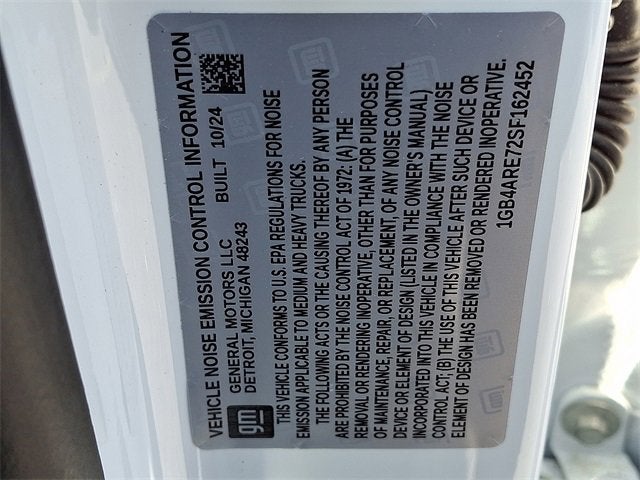 VEHICLE NOISE EMISSION CONTROL INFORMATION
gm
GENERAL MOTORS LLC
DETROIT, MICHIGAN 48243 BUILT 10/24
THIS VEHICLE CONFORMS TO U.S. EPA REGULATIONS FOR NOISE
EMISSION APPLICABLE TO MEDIUM AND HEAVY TRUCKS.
THE FOLLOWING ACTS OR THE CAUSING THEREOF BY ANY PERSON
ARE PROHIBITED BY THE NOISE CONTROL ACT OF 1972: (A) THE
REMOVAL OR RENDERING INOPERATIVE, OTHER THAN FOR PURPOSES
OF MAINTENANCE, REPAIR, OR REPLACEMENT, OF ANY NOISE CONTROL
DEVICE OR ELEMENT OF DESIGN (LISTED IN THE OWNER'S MANUAL)
INCORPORATED INTO THIS VEHICLE IN COMPLIANCE WITH THE NOISE
CONTROL ACT; (B) THE USE OF THIS VEHICLE AFTER SUCH DEVICE OR
ELEMENT OF DESIGN HAS BEEN REMOVED OR RENDERED INOPERATIVE.
1GB4ARE72SF162452